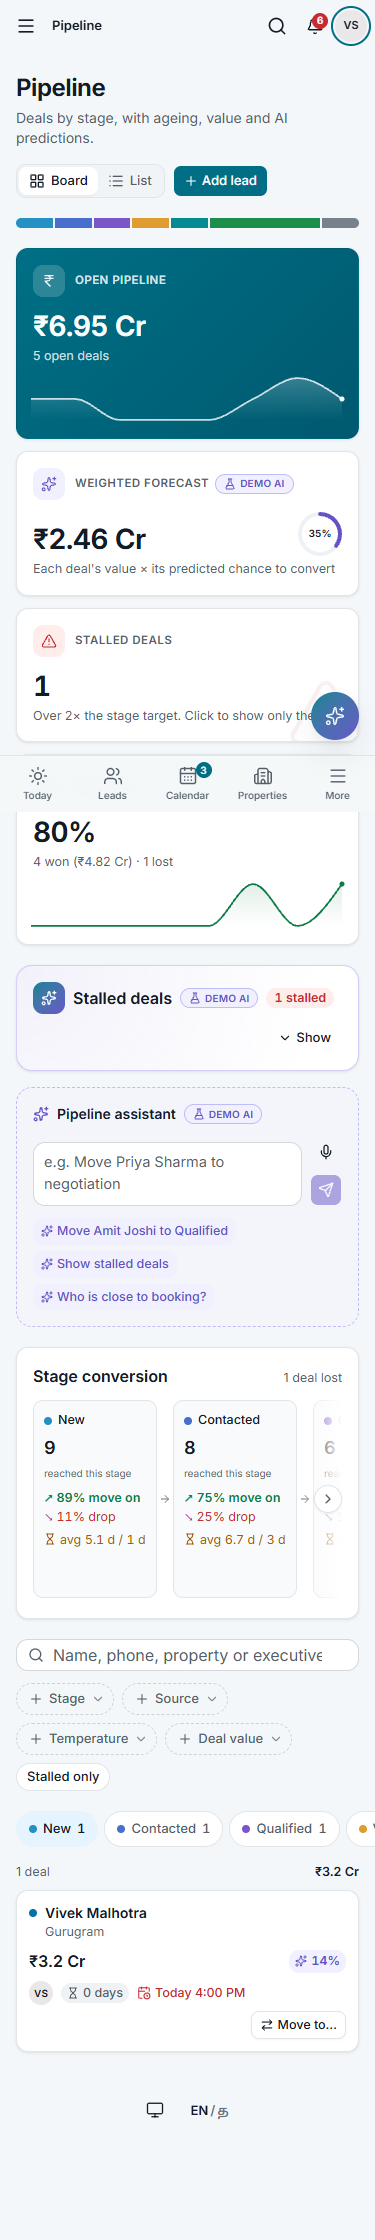 Pipeline
6
VS
Pipeline
Deals by stage, with ageing, value and AI
predictions.
Board
List
Add lead
OPEN PIPELINE
₹6.95 Cr
5 open deals
WEIGHTED FORECAST
DEMO AI
₹2.46 Cr
35%
Each deal's value × its predicted chance to convert
STALLED DEALS
1
Over 2× the stage target. Click to show only
Today
Leads
Calendar
3
Properties
More
80%
4 won (₹4.82 Cr) · 1 lost
Stalled deals
DEMO AI
1 stalled
Show
Pipeline assistant
DEMO AI
e.g. Move Priya Sharma to
negotiation
Move Amit Joshi to Qualified
Show stalled deals
Who is close to booking?
Stage conversion
1 deal lost
New
9
reached this stage
↗ 89% move on
↘ 11% drop
avg 5.1 d / 1 d
→
Contacted
8
reached this stage
↗ 75% move on
↘ 25% drop
avg 6.7 d / 3 d
→
6
Name, phone, property or executive
Stage
Source
Temperature
Deal value
Stalled only
New 1
Contacted 1
Qualified 1
1 deal
₹3.2 Cr
Vivek Malhotra
Gurugram
₹3.2 Cr
14%
VS
0 days
Today 4:00 PM
Move to...
EN / த